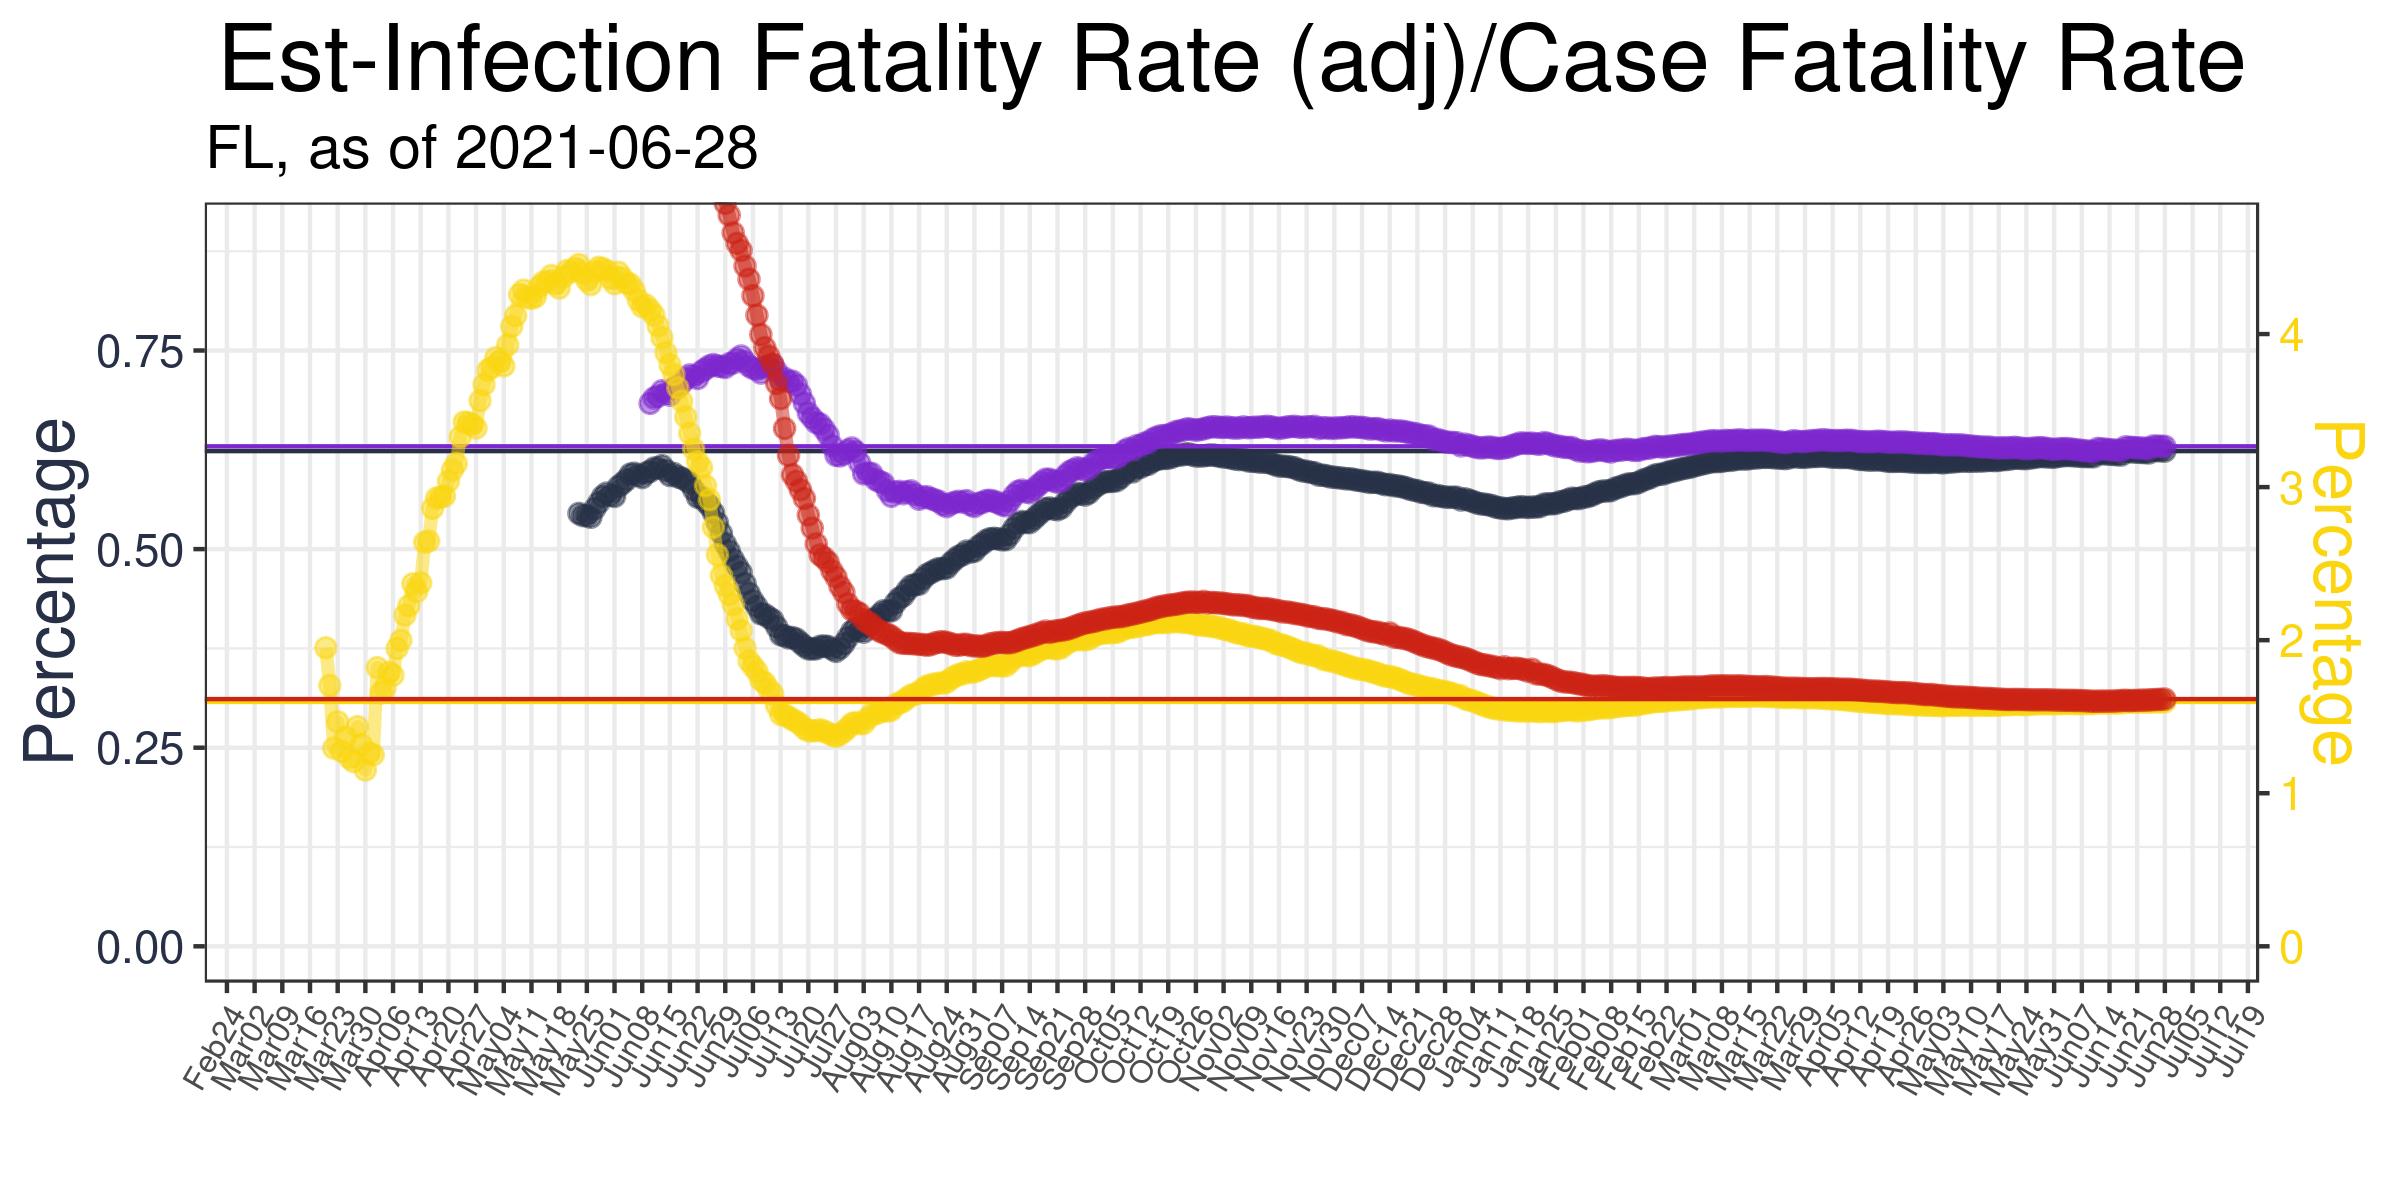 Est-Infection Fatality Rate (adj)/Case Fatality Rate
FL, as of 2021-06-28
Percentage
0.75
0.50
0.25
0.00
4
3
2
1
0
Percentage
Feb24
Mar02
Mar09
Mar16
Mar23
Mar30
Apr06
Apr13
Apr20
Apr27
May04
May11
May18
May25
Jun01
Jun08
Jun15
Jun22
Jun29
Jul06
Jul13
Jul20
Jul27
Aug03
Aug10
Aug17
Aug24
Aug31
Sep07
Sep14
Sep21
Sep28
Oct05
Oct12
Oct19
Oct26
Nov02
Nov09
Nov16
Nov23
Nov30
Dec07
Dec14
Dec21
Dec28
Jan04
Jan11
Jan18
Jan25
Feb01
Feb08
Feb15
Feb22
Mar01
Mar08
Mar15
Mar22
Mar29
Apr05
Apr12
Apr19
Apr26
May03
May10
May17
May24
May31
Jun07
Jun14
Jun21
Jun28
Jul05
Jul12
Jul19